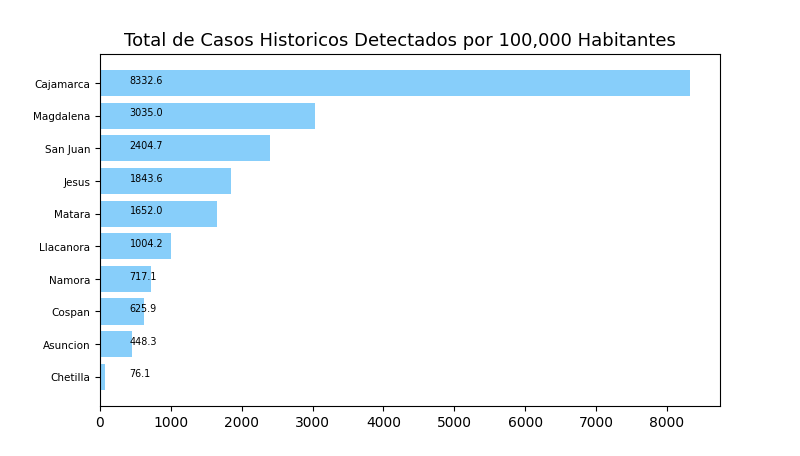 Total de Casos Historicos Detectados por 100,000 Habitantes
Cajamarca 8332.6
Magdalena 3035.0
San Juan 2404.7
Jesus 1843.6
Matara 1652.0
Llacanora 1004.2
Namora 717.1
Cospan 625.9
Asuncion 448.3
Chetilla 76.1
0 1000 2000 3000 4000 5000 6000 7000 8000